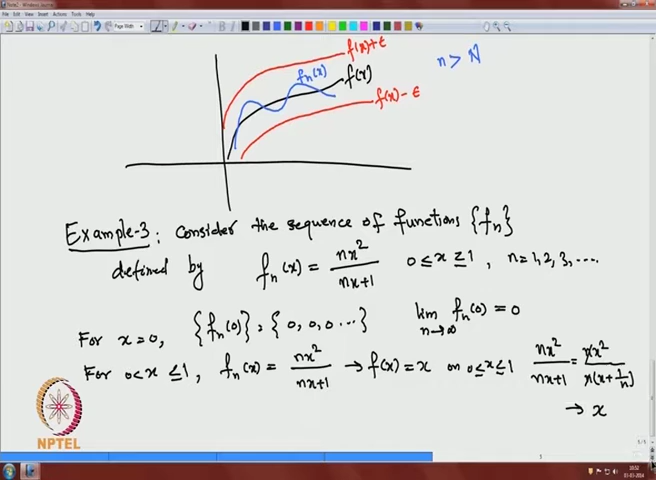 f(x)+ε
fn(x)
f(x)
n > N
f(x)-ε
Example-3: Consider the sequence of functions {fn}
defined by fn(x) = nx²/(nx+1) 0≤x≤1, n=1,2,3,....
For x=0, {fn(0)} = {0,0,0...} lim n→∞ fn(0)=0
For 0<x≤1, fn(x) = nx²/(nx+1) → f(x)=x on 0≤x≤1 nx²/(nx+1) = nx²/n(x+1/n)
→ x
NPTEL